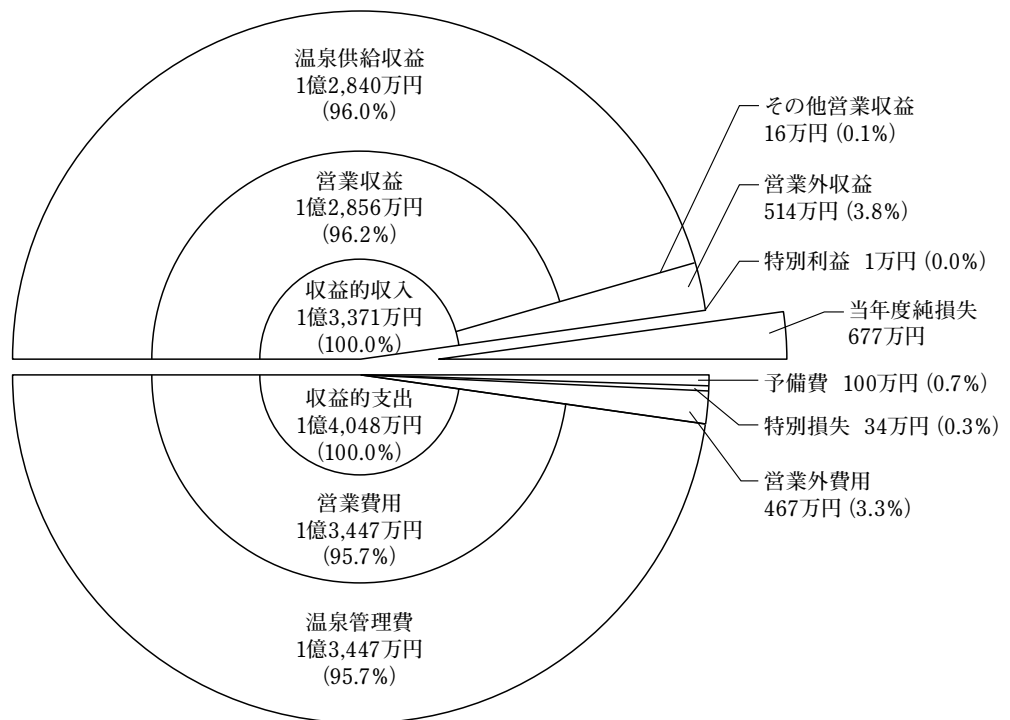 温泉供給収益
1億2,840万円
(96.0%)
営業収益
1億2,856万円
(96.2%)
収益的収入
1億3,371万円
(100.0%)
その他営業収益
16万円 (0.1%)
営業外収益
514万円 (3.8%)
特別利益 1万円 (0.0%)
当年度純損失
677万円
収益的支出
1億4,048万円
(100.0%)
営業費用
1億3,447万円
(95.7%)
温泉管理費
1億3,447万円
(95.7%)
予備費 100万円 (0.7%)
特別損失 34万円 (0.3%)
営業外費用
467万円 (3.3%)